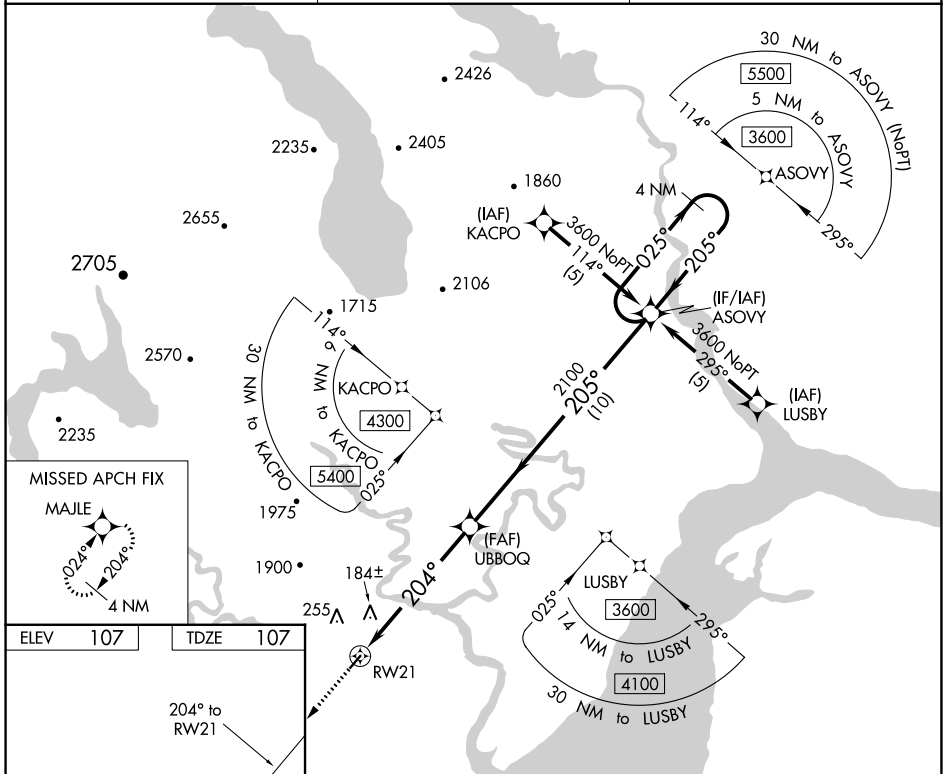 2426
2235
2405
1860
2655
2705
2106
1715
2570
2235
1975
1900
184±
255
30 NM to ASOVY (NoPT)
5500
5 NM to ASOVY
3600
114°
ASOVY
295°
4 NM
(IAF)
KACPO
3600 NoPT
114°
(5)
025°
205°
(IF/IAF)
ASOVY
3600 NoPT
295°
(5)
(IAF)
LUSBY
2100
205°
(10)
114°
30 NM to KACPO
6 NM to KACPO
KACPO
4300
5400
025°
(FAF)
UBBOQ
204°
RW21
LUSBY
3600
025°
295°
14 NM to LUSBY
4100
30 NM to LUSBY
MISSED APCH FIX
MAJLE
024°
204°
4 NM
ELEV 107
TDZE 107
204° to
RW21